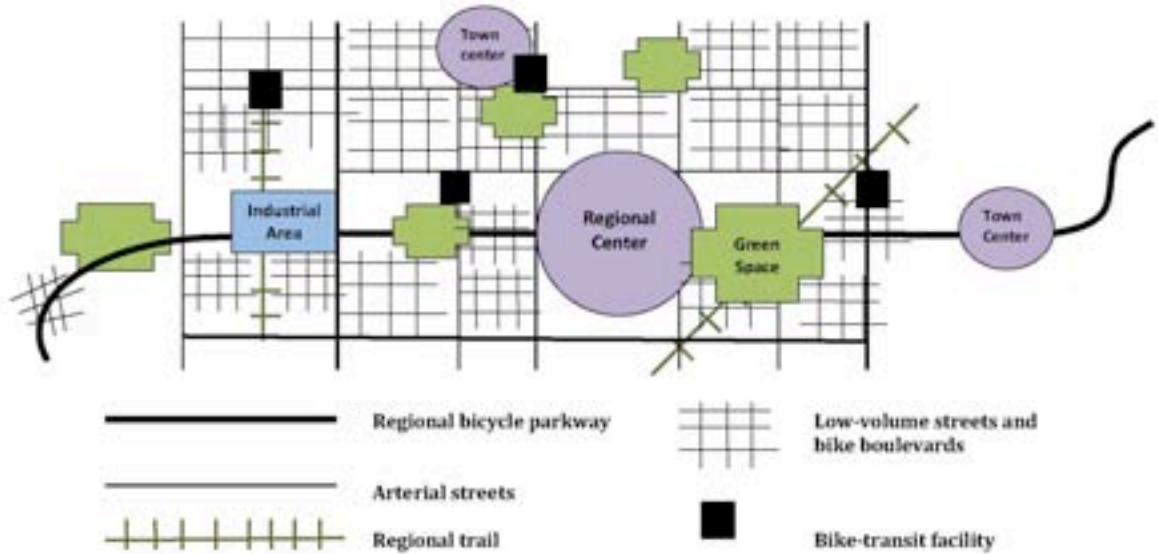 Town
center
Industrial
Area
Regional
Center
Green
Space
Town
Center
Regional bicycle parkway
Low-volume streets and
bike boulevards
Arterial streets
Regional trail
Bike-transit facility